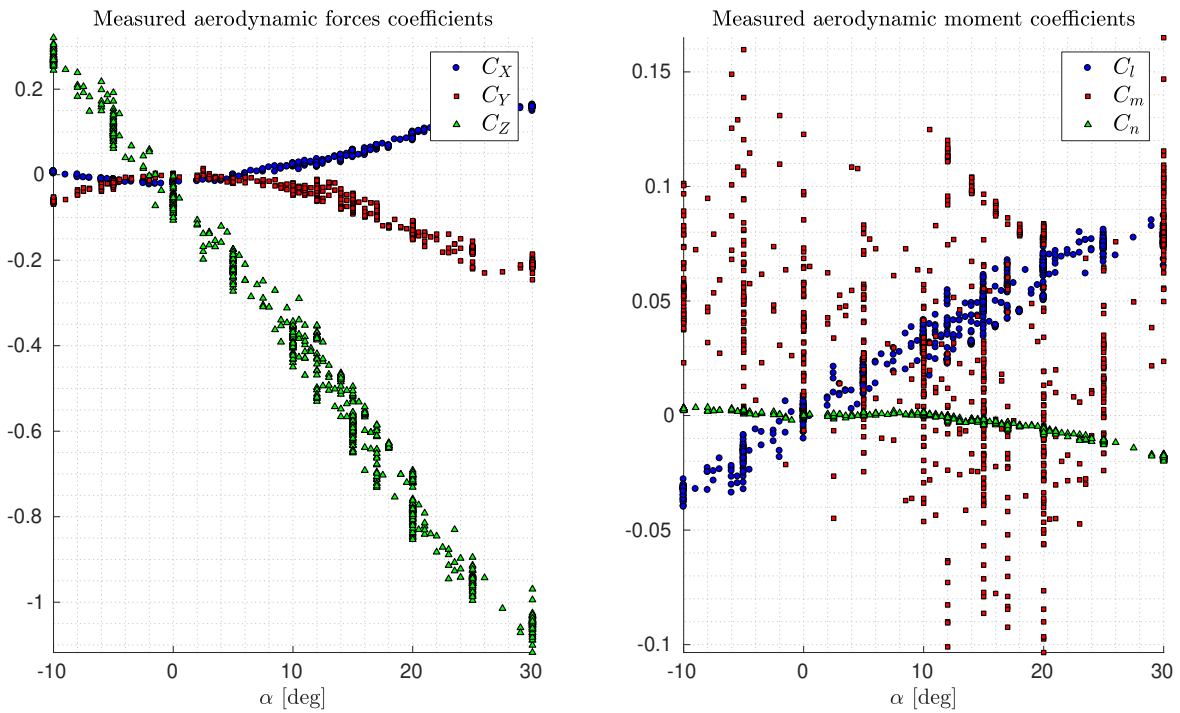 Measured aerodynamic forces coefficients
C_X
C_Y
C_Z
0.2
0
-0.2
-0.4
-0.6
-0.8
-1
-10
0
10
20
30
α [deg]
Measured aerodynamic moment coefficients
C_l
C_m
C_n
0.15
0.1
0.05
0
-0.05
-0.1
-10
0
10
20
30
α [deg]